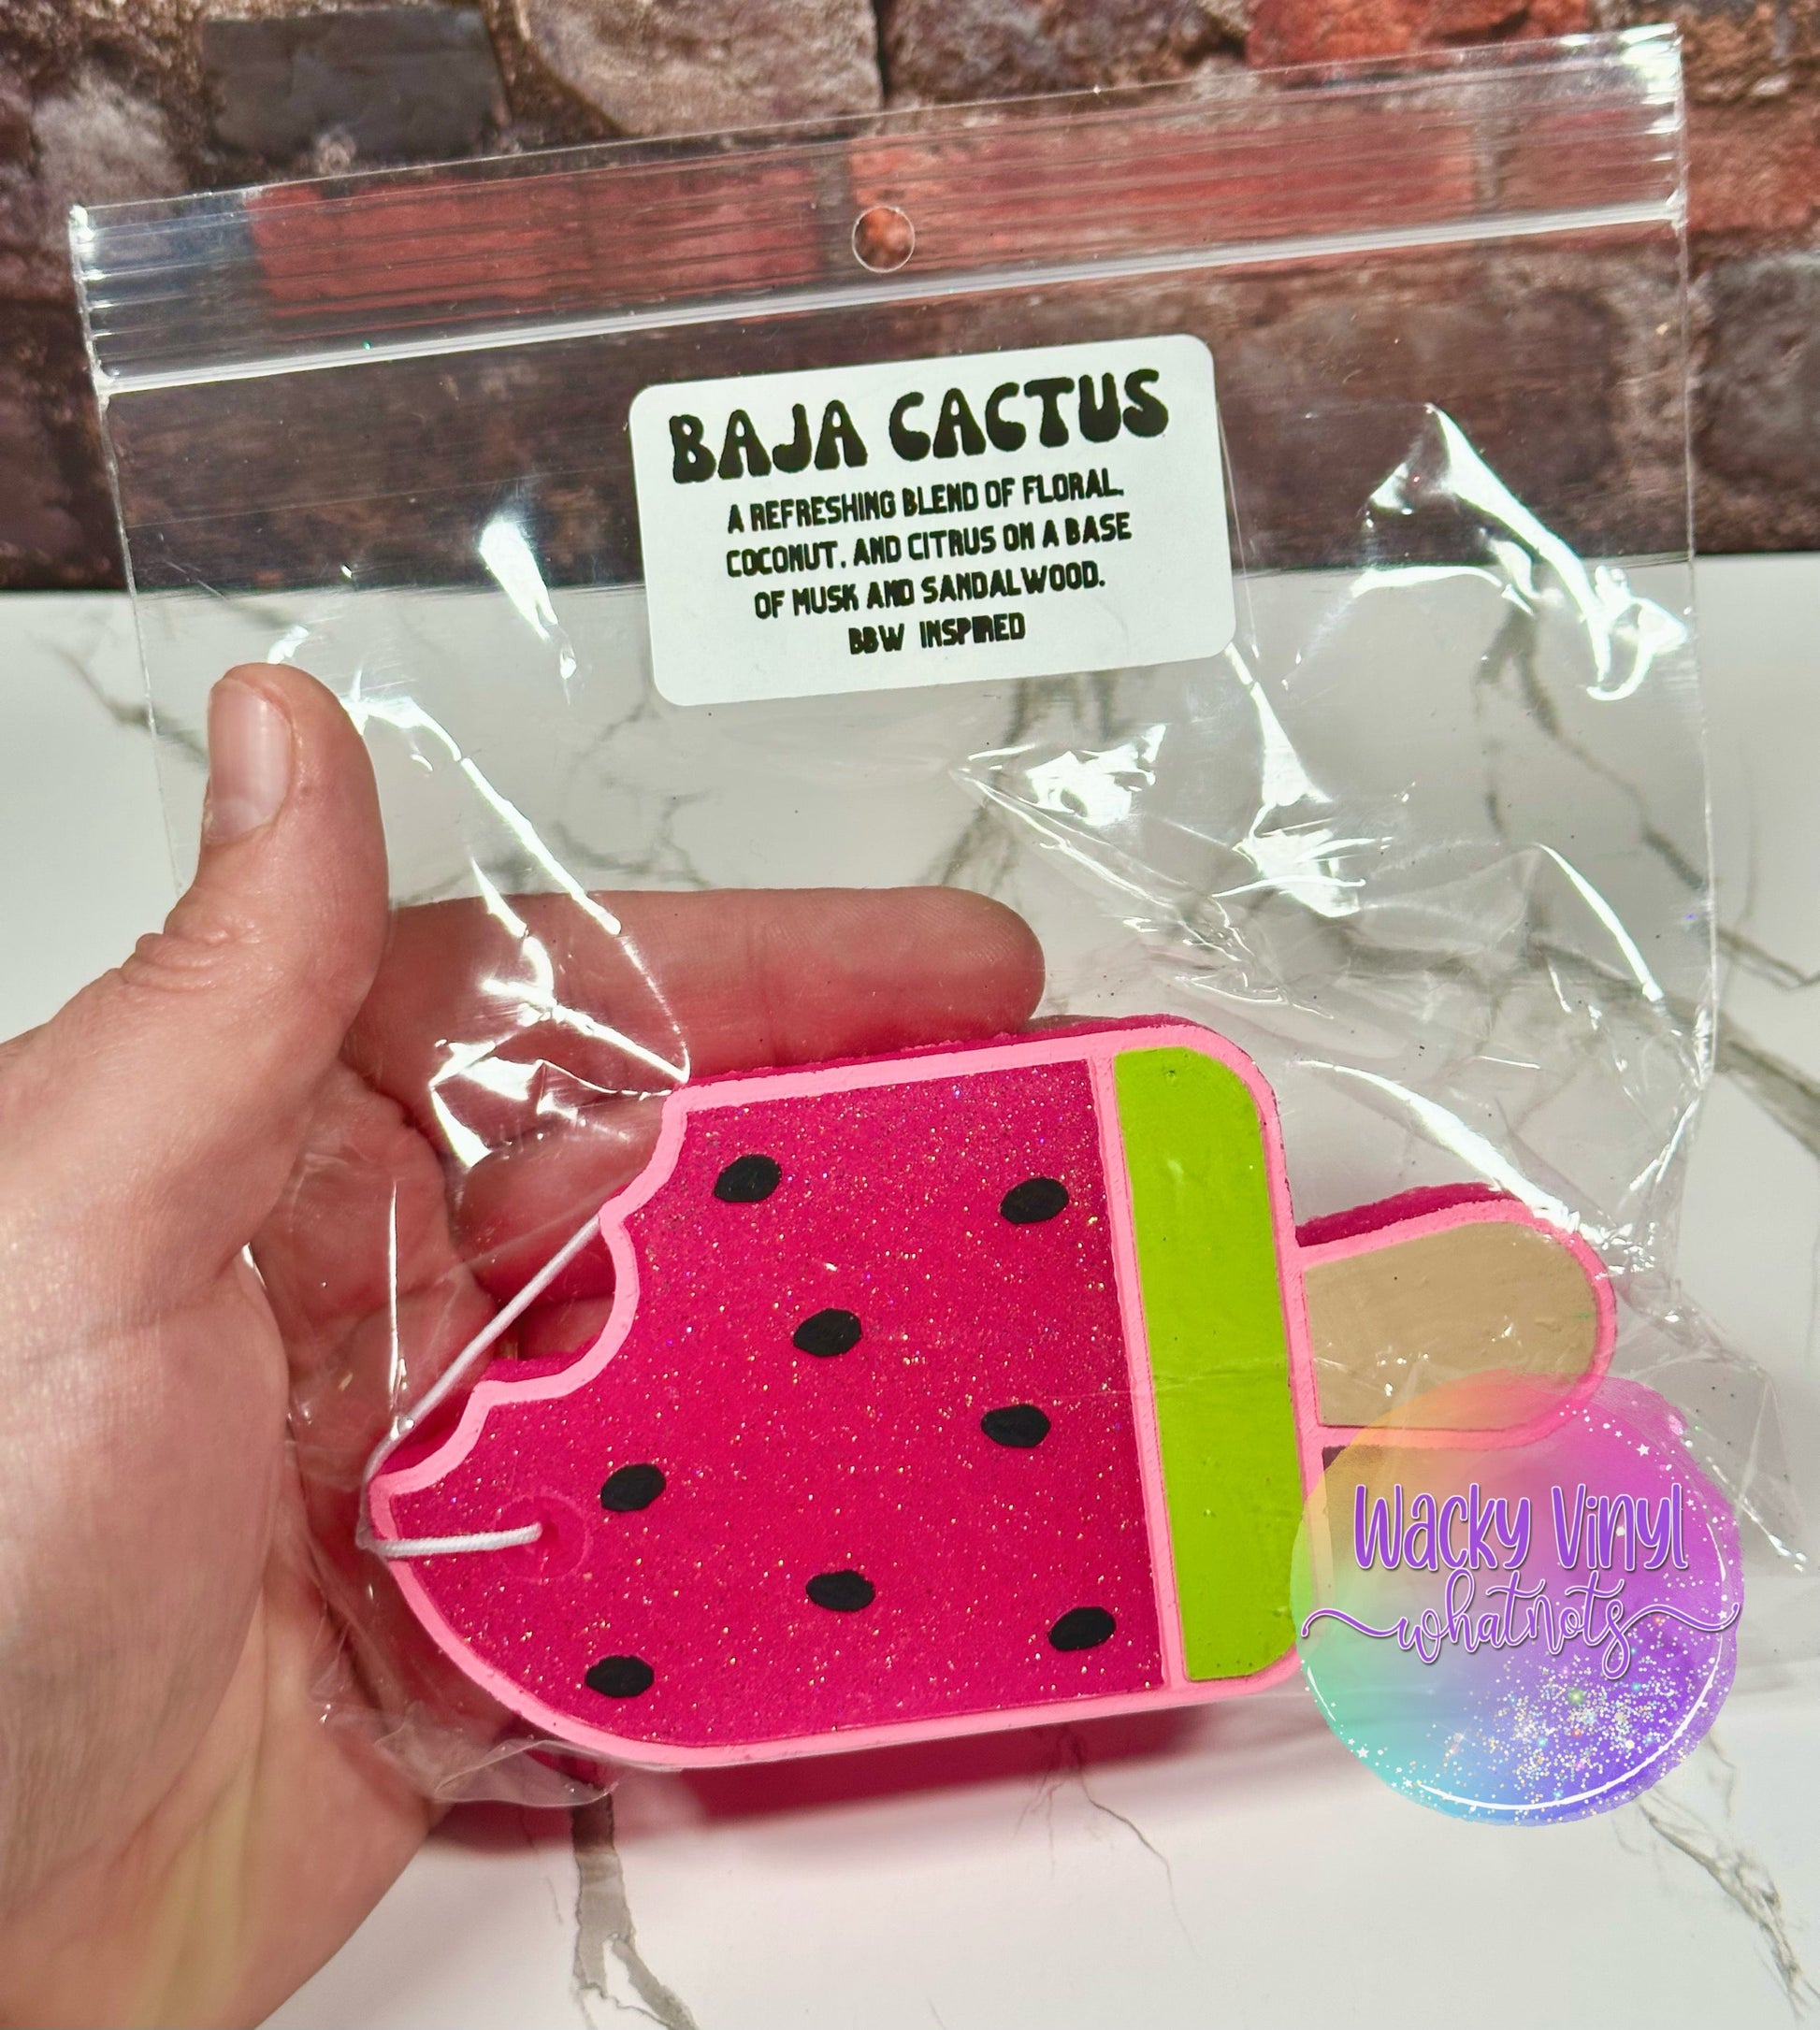 BAJA CACTUS
A REFRESHING BLEND OF FLORAL,
COCONUT, AND CITRUS ON A BASE
OF MUSK AND SANDALWOOD.
BBW INSPIRED
Wacky Vinyl
whatnots